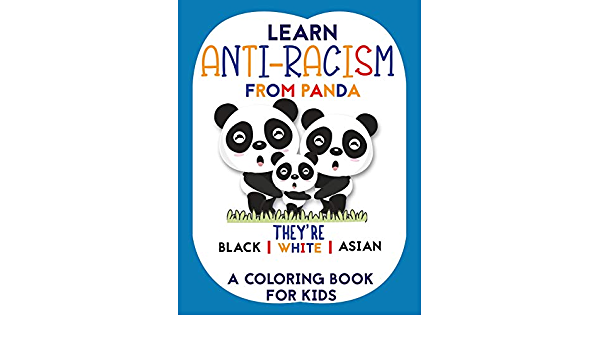 LEARN
ANTI-RACISM
FROM PANDA
THEY'RE
BLACK | WHITE | ASIAN
A COLORING BOOK
FOR KIDS